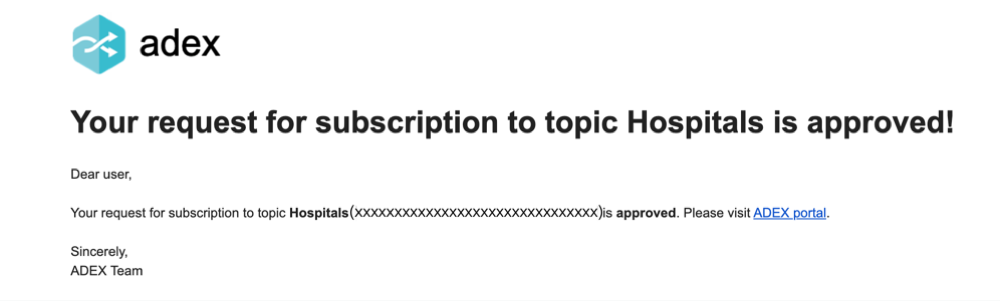 adex
Your request for subscription to topic Hospitals is approved!
Dear user,
Your request for subscription to topic Hospitals(xxxxxxxxxxxxxxxxxxxxxxxxxxxxxxx)is approved. Please visit ADEX portal.
Sincerely,
ADEX Team